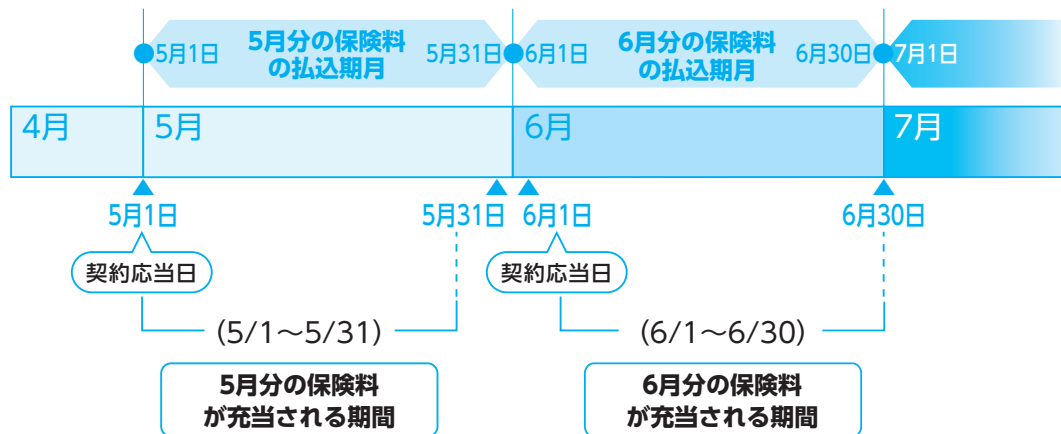 5月1日
5月分の保険料
の払込期月
5月31日
6月1日
6月分の保険料
の払込期月
6月30日
7月1日
4月
5月
6月
7月
5月1日
5月31日
6月1日
6月30日
契約応当日
契約応当日
(5/1～5/31)
(6/1～6/30)
5月分の保険料
が充当される期間
6月分の保険料
が充当される期間